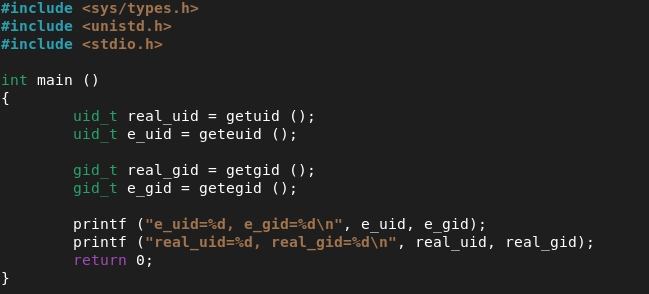 #include <sys/types.h>
#include <unistd.h>
#include <stdio.h>

int main ()
{
        uid_t real_uid = getuid ();
        uid_t e_uid = geteuid ();

        gid_t real_gid = getgid ();
        gid_t e_gid = getegid ();

        printf ("e_uid=%d, e_gid=%d\n", e_uid, e_gid);
        printf ("real_uid=%d, real_gid=%d\n", real_uid, real_gid);
        return 0;
}